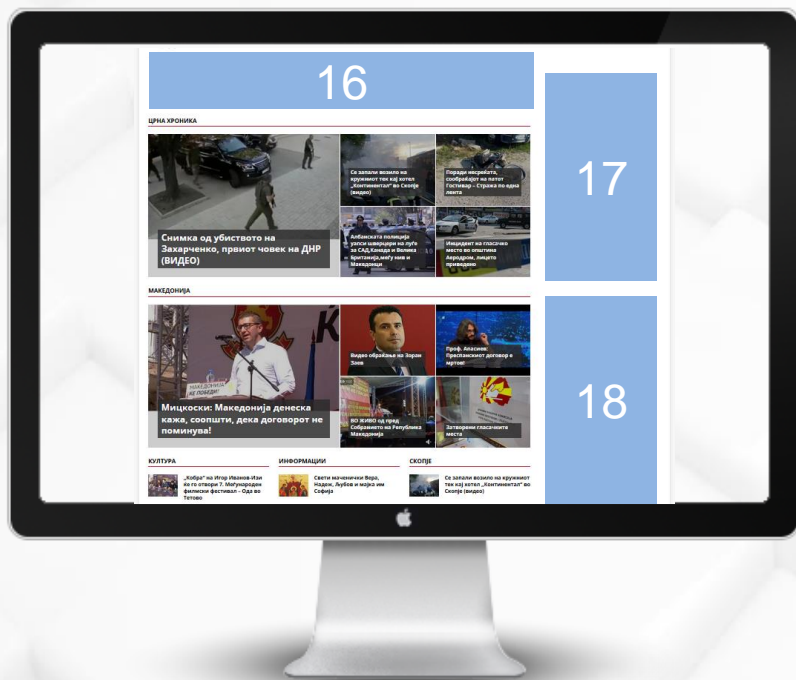 16
17
18
ЦРНА ХРОНИКА
Снимка од убиството на
Захарченко, првиот човек на ДНР
(ВИДЕО)
Се запали возило на
кружниот тек кај хотел
„Континентал“ во Скопје
(видео)
Поради несреќата,
сообраќајот на патот
Гостивар – Стража по една
лента
Албанската полиција
уапси шверцери на луѓе
за САД, Канада и Велика
Британија, меѓу нив и
Македонци
Инцидент на гласачко
место во општина
Аеродром, лицето
приведено
МАКЕДОНИЈА
МАКЕДОНИЈА
ЌЕ ПОБЕДИ!
Мицкоски: Македонија денеска
кажа, соопшти, дека договорот не
поминува!
Видео обраќање на Зоран
Заев
Проф. Апасиев:
Преспанскиот договор е
мртов!
ВО ЖИВО од пред
Собранието на Република
Македонија
Затворени гласачките
места
КУЛТУРА
„Кобра“ на Игор Иванов-Изи
ќе го отвори 7. Меѓународен
филмски фестивал – Ода во
Тетово
ИНФОРМАЦИИ
Свети маченички Вера,
Надеж, Љубов и мајка им
Софија
СКОПЈЕ
Се запали возило на кружниот
тек кај хотел „Континентал“ во
Скопје (видео)